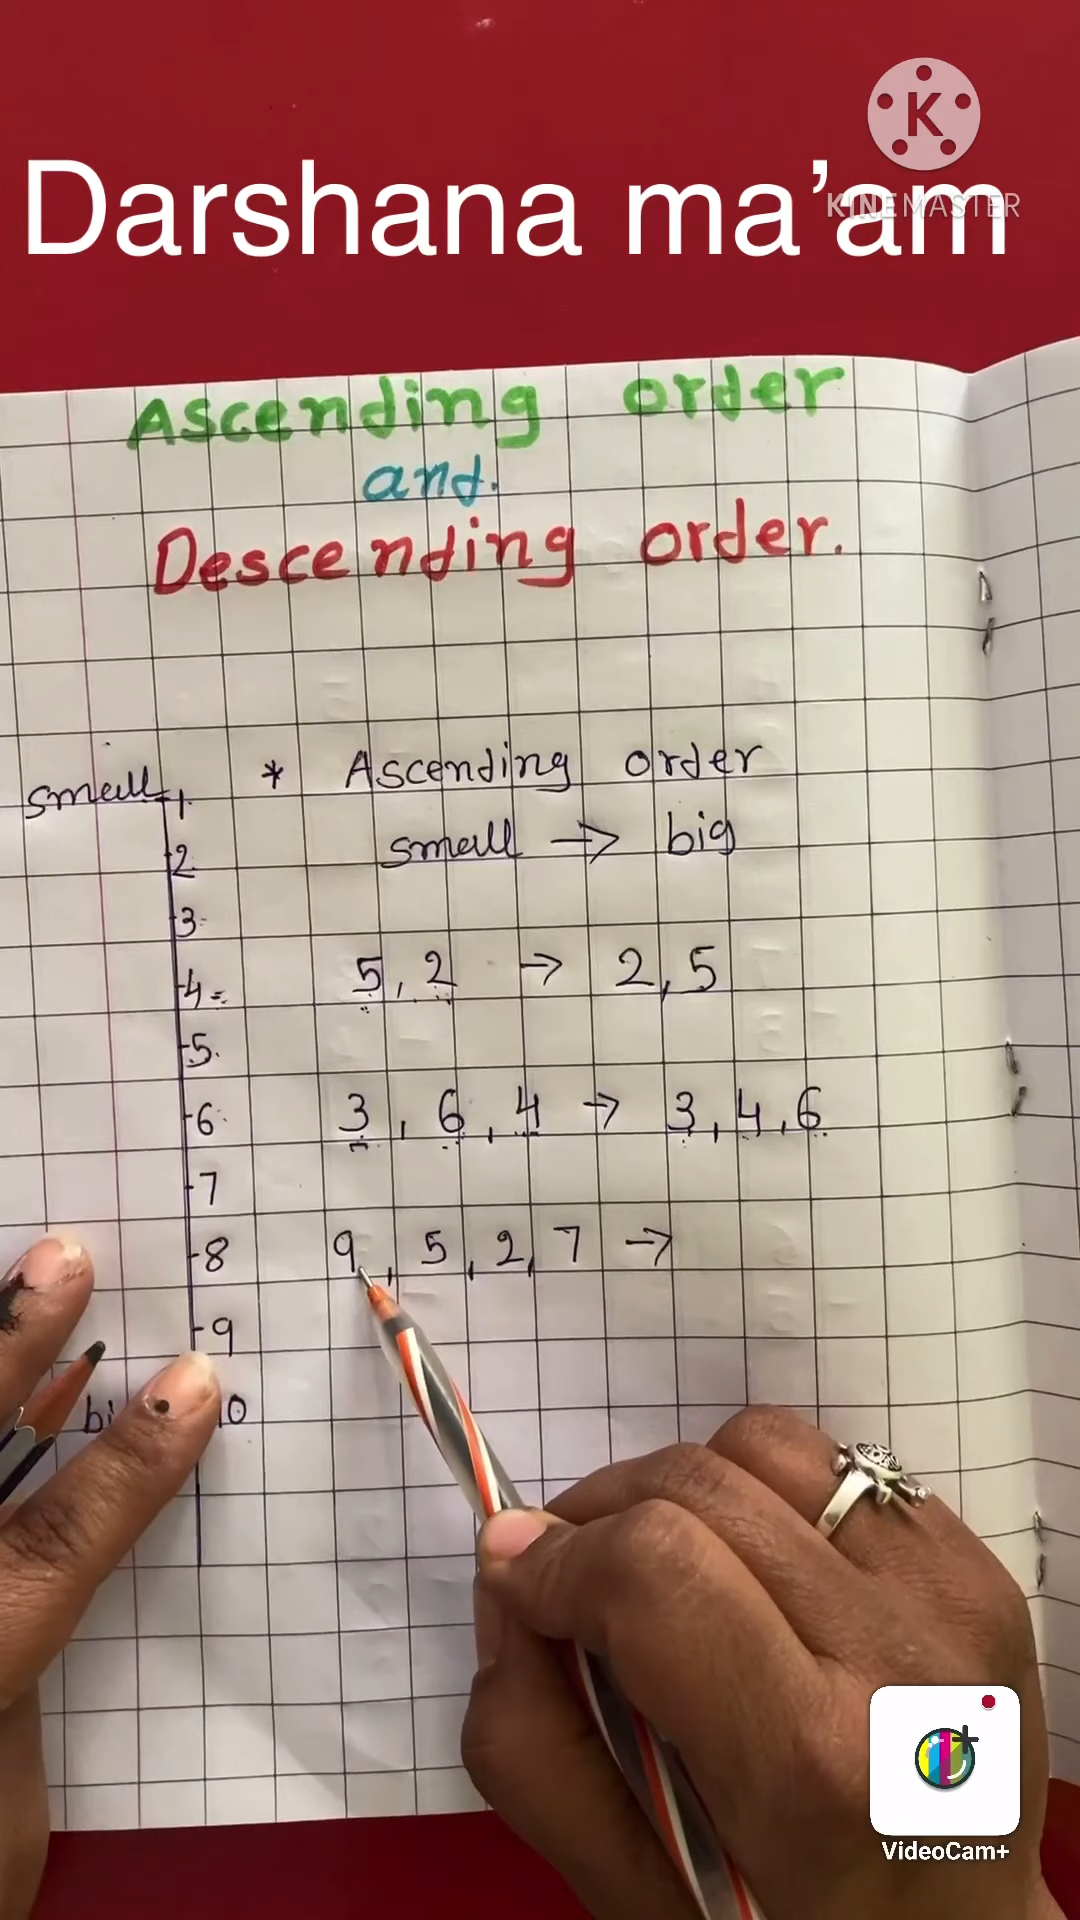 KINEMASTER
Darshana ma’am
Ascending order
and.
Descending order.
* Ascending order
small → big
small 1
2
3
4
5
6
7
8
9
10
5, 2 → 2, 5
3, 6, 4 → 3, 4, 6
9, 5, 2, 7 →
VideoCam+